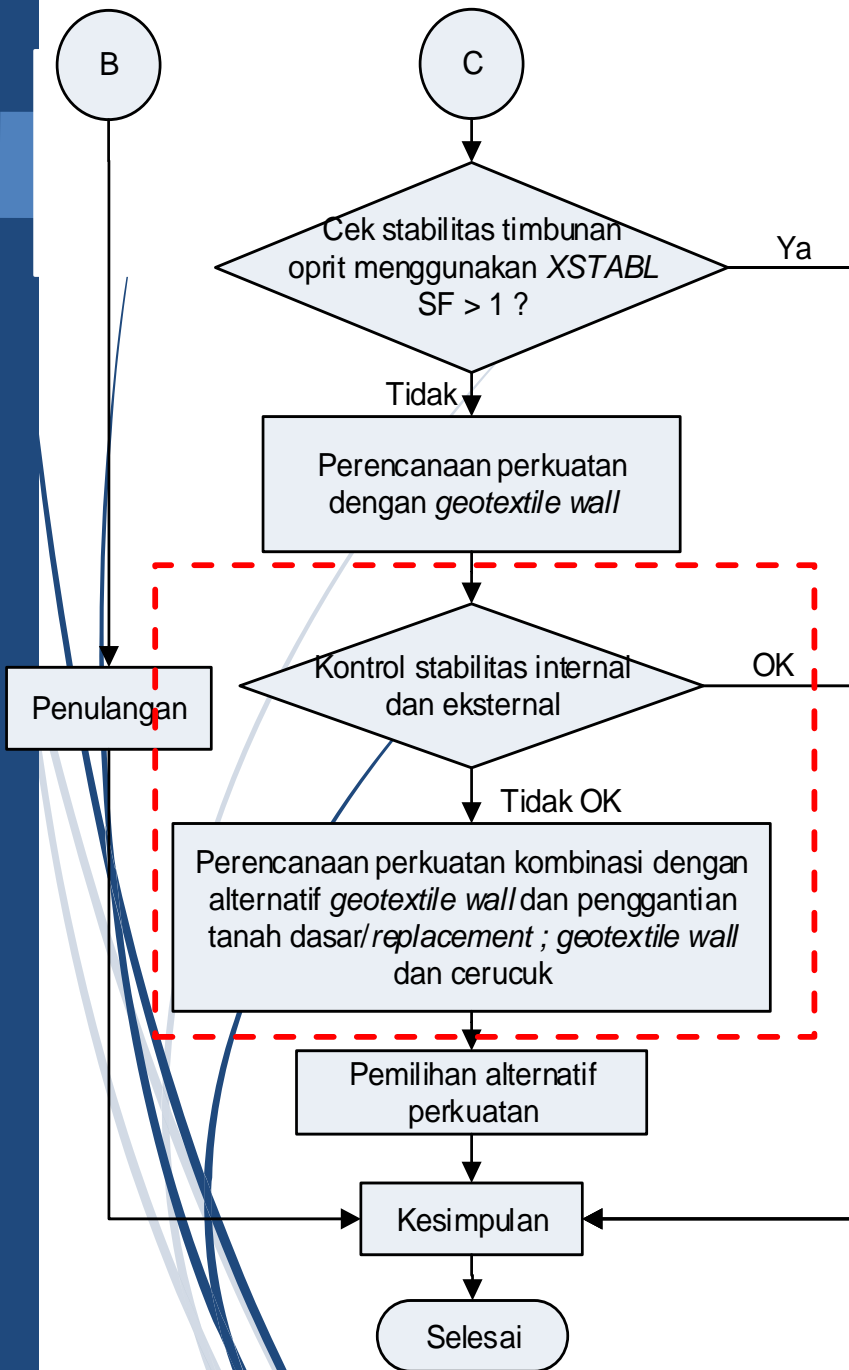 B
C
Cek stabilitas timbunan
oprit menggunakan XSTABL
SF > 1 ?
Ya
Tidak
Perencanaan perkuatan
dengan geotextile wall
Kontrol stabilitas internal
dan eksternal
OK
Penulangan
Tidak OK
Perencanaan perkuatan kombinasi dengan
alternatif geotextile wall dan penggantian
tanah dasar/replacement ; geotextile wall
dan cerucuk
Pemilihan alternatif
perkuatan
Kesimpulan
Selesai